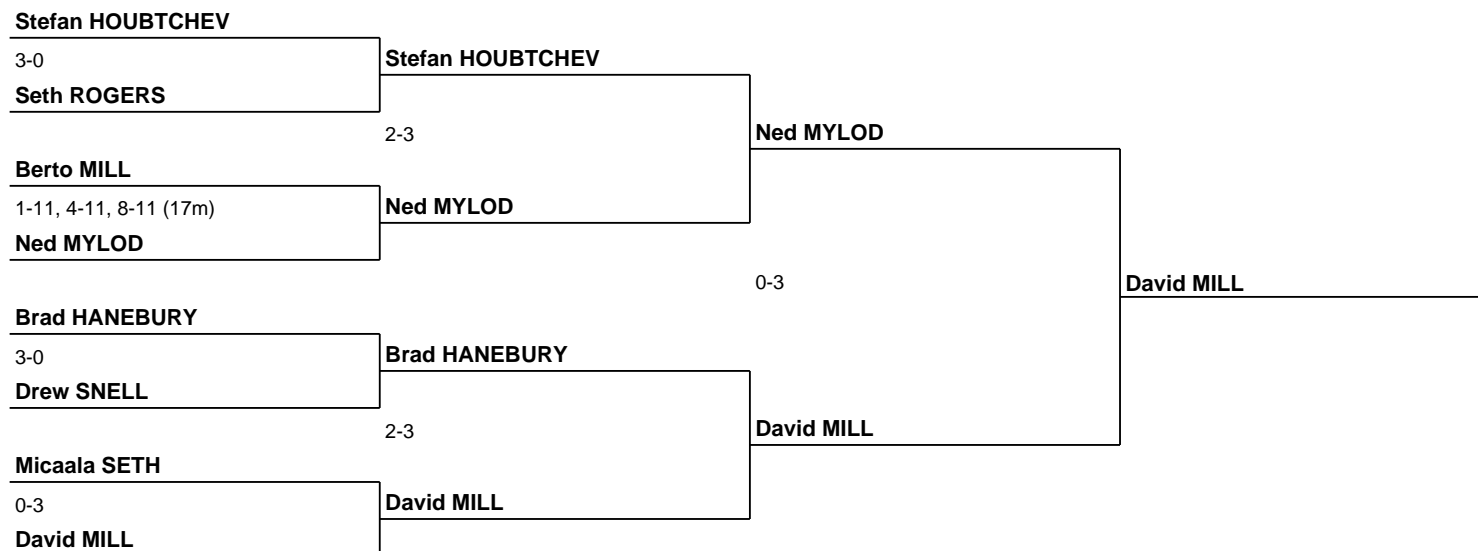 Stefan HOUBTCHEV
3-0
Seth ROGERS
Stefan HOUBTCHEV
2-3
Berto MILL
1-11, 4-11, 8-11 (17m)
Ned MYLOD
Ned MYLOD
Ned MYLOD
0-3
Brad HANEBURY
3-0
Drew SNELL
Brad HANEBURY
2-3
Micaala SETH
0-3
David MILL
David MILL
David MILL
David MILL